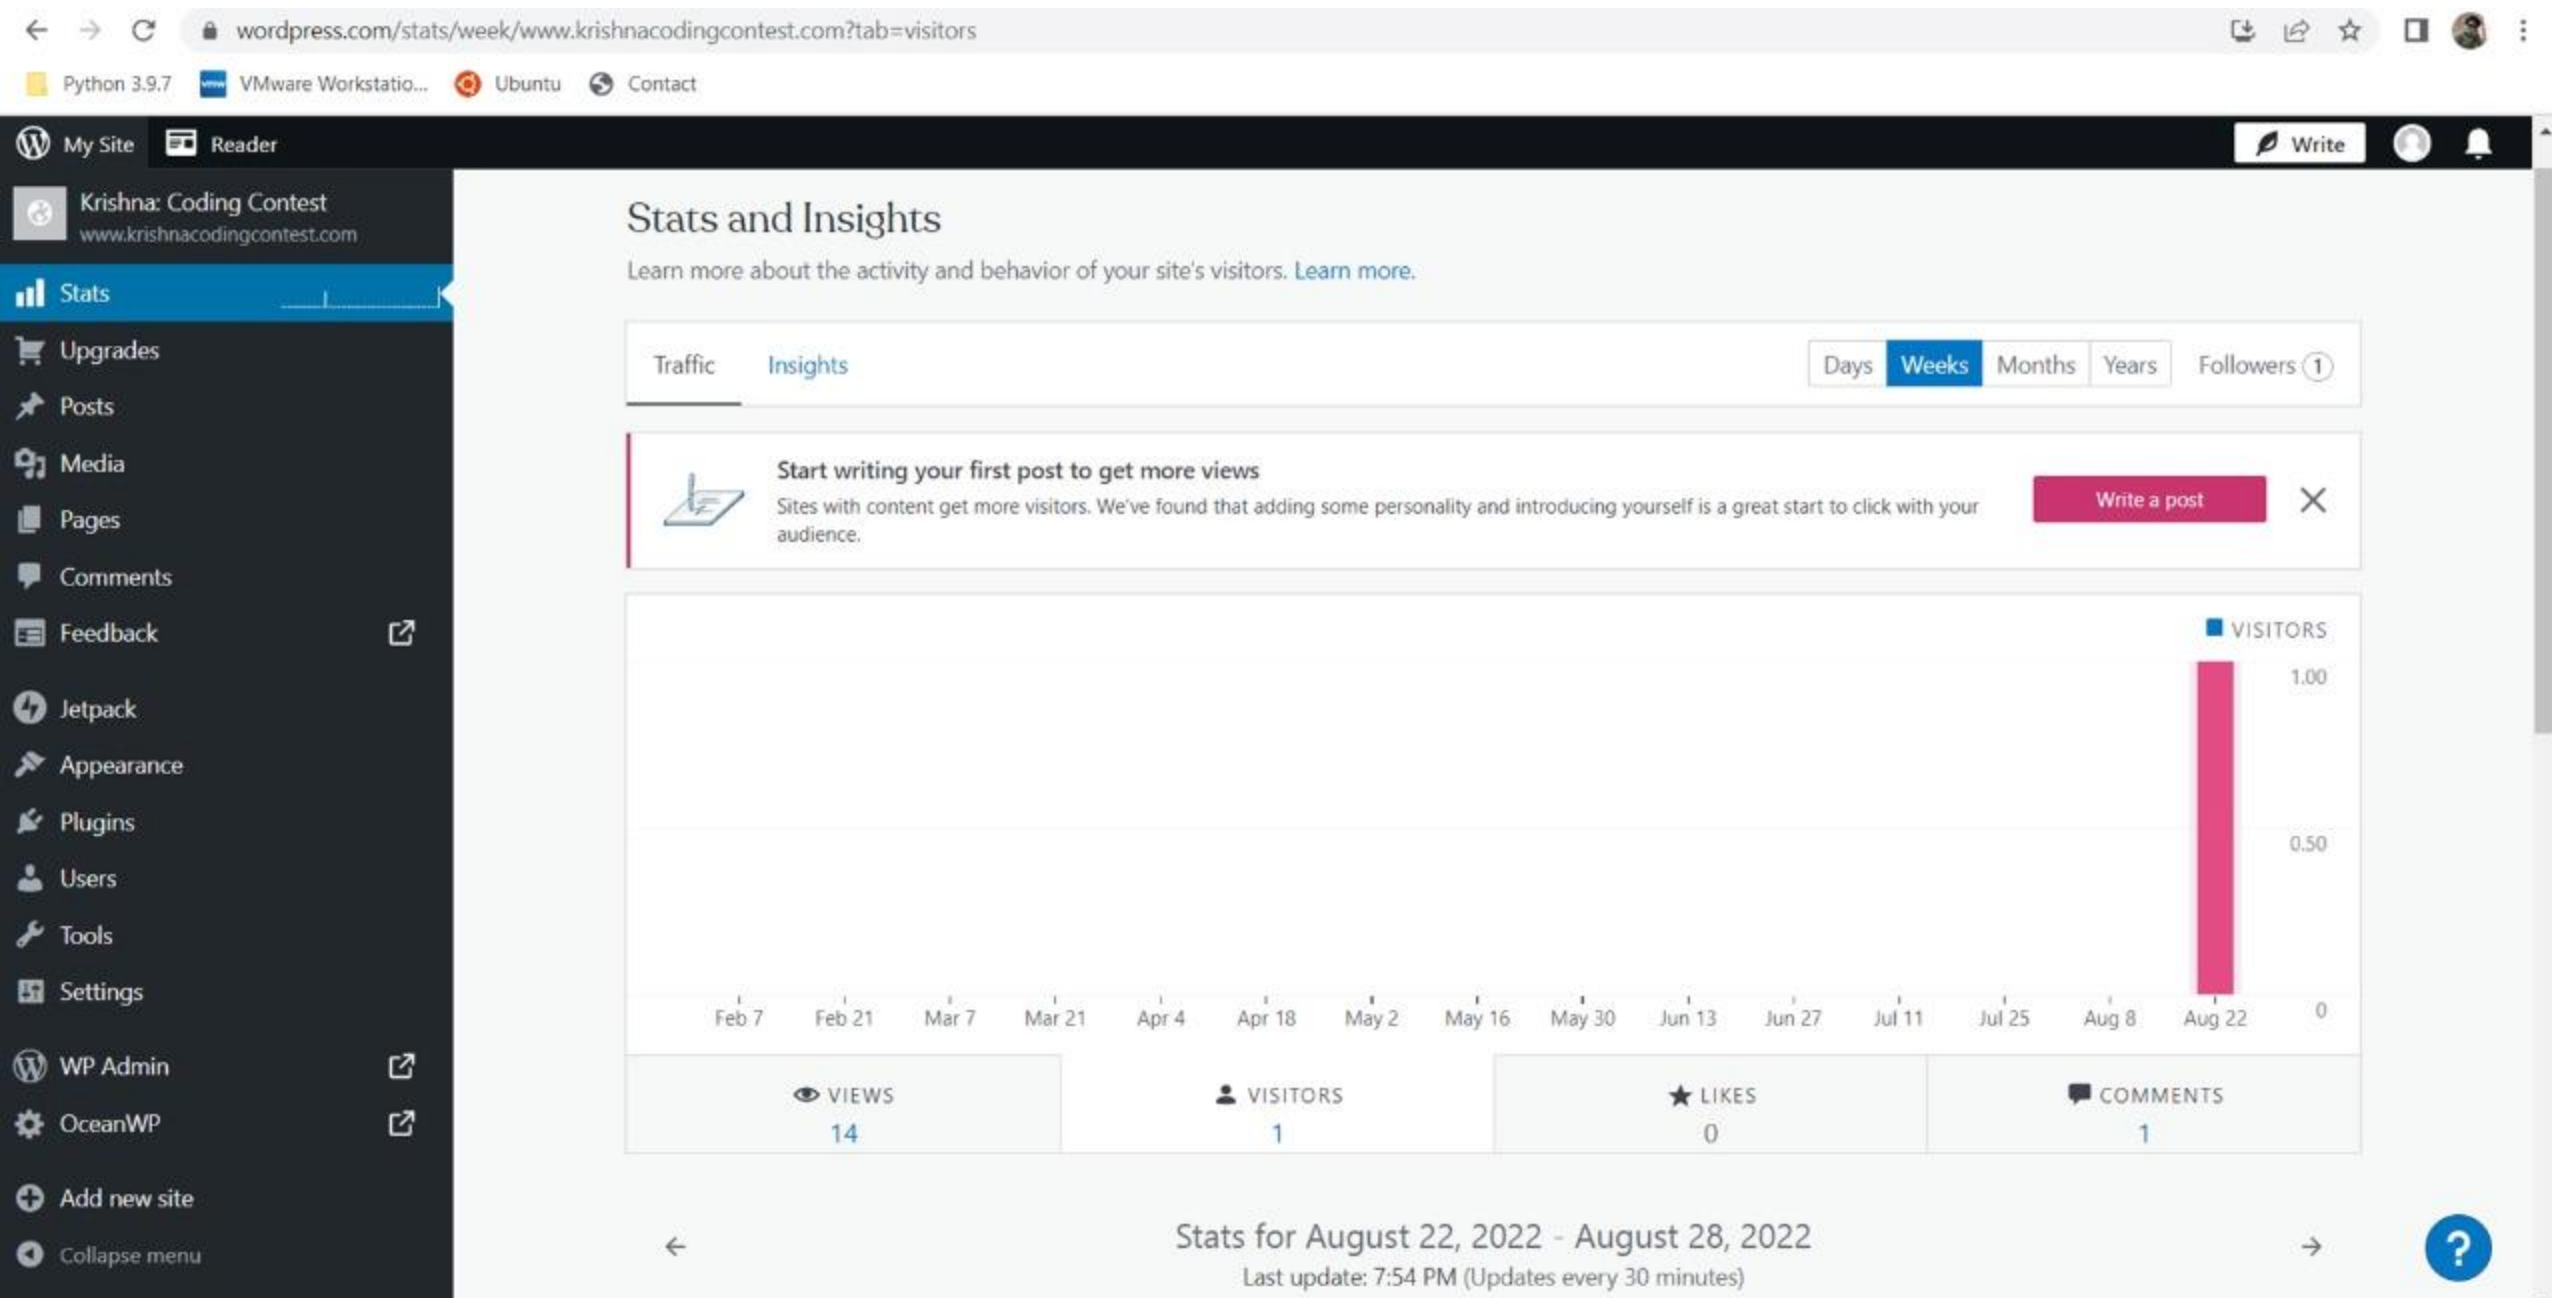 wordpress.com/stats/week/www.krishnacodingcontest.com?tab=visitors
Python 3.9.7 VMware Workstatio... Ubuntu Contact
My Site Reader Write
Krishna: Coding Contest
www.krishnacodingcontest.com
Stats
Upgrades
Posts
Media
Pages
Comments
Feedback
Jetpack
Appearance
Plugins
Users
Tools
Settings
WP Admin
OceanWP
Add new site
Collapse menu
Stats and Insights
Learn more about the activity and behavior of your site's visitors. Learn more.
Traffic Insights Days Weeks Months Years Followers 1
Start writing your first post to get more views
Sites with content get more visitors. We've found that adding some personality and introducing yourself is a great start to click with your
audience.
Write a post
VISITORS
1.00
0.50
0
Feb 7 Feb 21 Mar 7 Mar 21 Apr 4 Apr 18 May 2 May 16 May 30 Jun 13 Jun 27 Jul 11 Jul 25 Aug 8 Aug 22
VIEWS VISITORS LIKES COMMENTS
14 1 0 1
Stats for August 22, 2022 - August 28, 2022
Last update: 7:54 PM (Updates every 30 minutes)
?